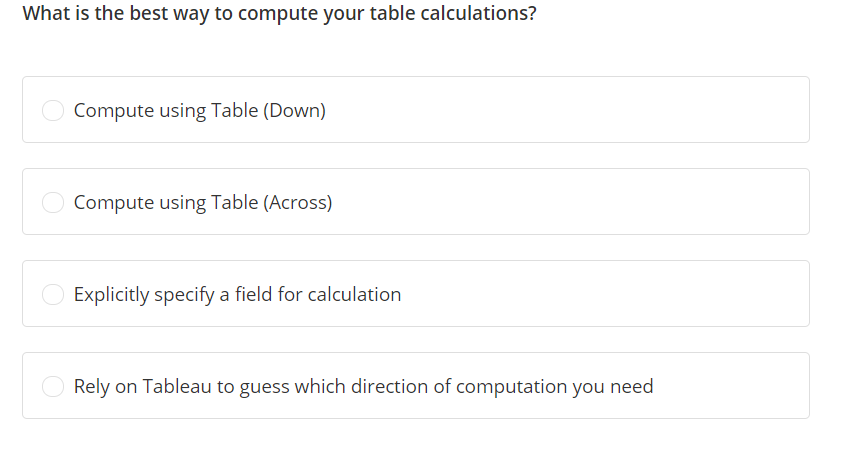 What is the best way to compute your table calculations?
Compute using Table (Down)
Compute using Table (Across)
Explicitly specify a field for calculation
Rely on Tableau to guess which direction of computation you need